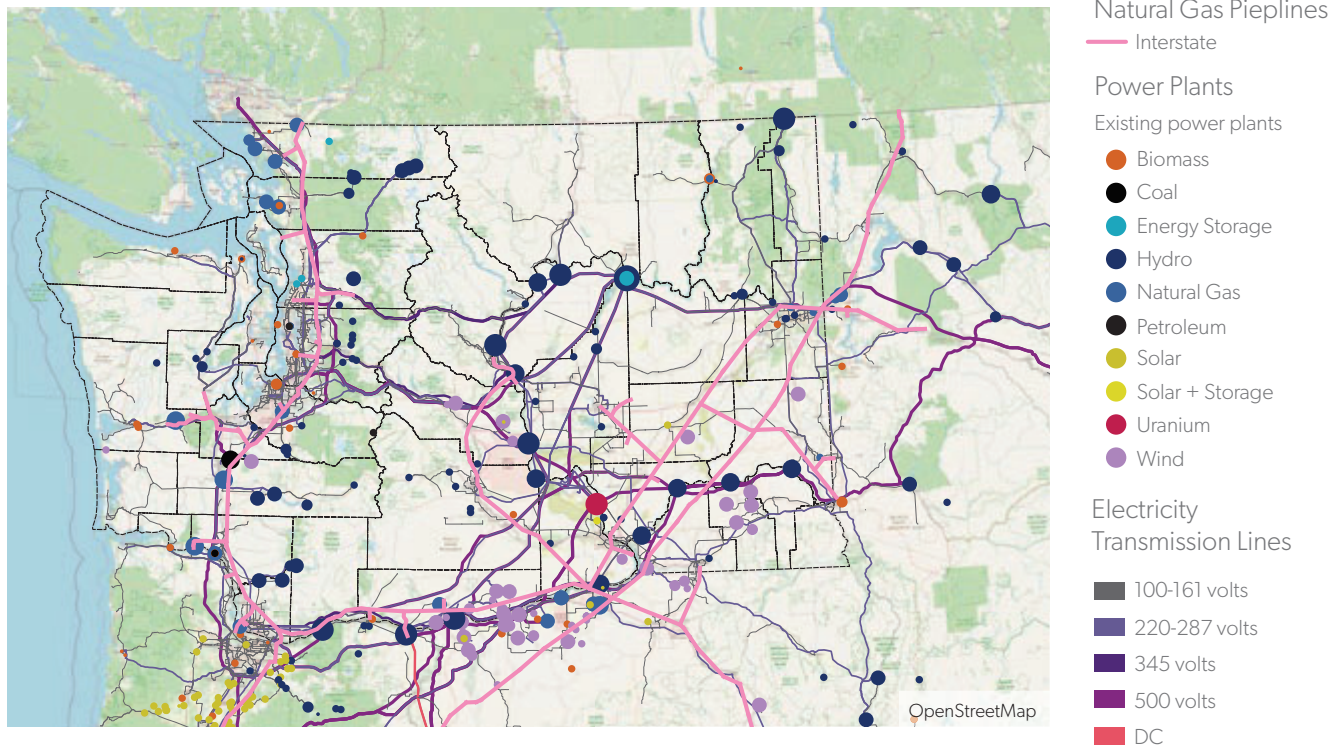 Natural Gas Pieplines
Interstate
Power Plants
Existing power plants
Biomass
Coal
Energy Storage
Hydro
Natural Gas
Petroleum
Solar
Solar + Storage
Uranium
Wind
Electricity
Transmission Lines
100-161 volts
220-287 volts
345 volts
500 volts
DC
OpenStreetMap